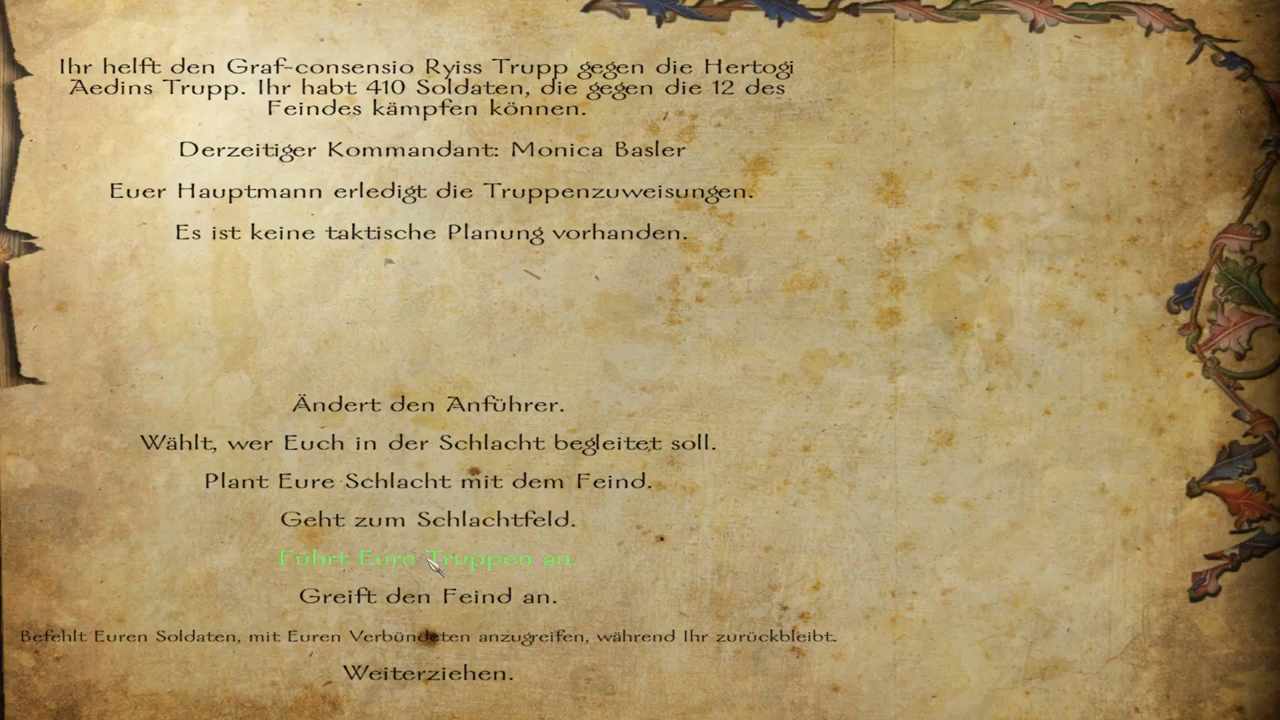 Ihr helft den Graf-consensio Ryiss Trupp gegen die Hertogi
Aedins Trupp. Ihr habt 410 Soldaten, die gegen die 12 des
Feindes kämpfen können.
Derzeitiger Kommandant: Monica Basler
Euer Hauptmann erledigt die Truppenzuweisungen.
Es ist keine taktische Planung vorhanden.
Ändert den Anführer.
Wählt, wer Euch in der Schlacht begleitet soll.
Plant Eure Schlacht mit dem Feind.
Geht zum Schlachtfeld.
Führt Eure Truppen an.
Greift den Feind an.
Befehlt Euren Soldaten, mit Euren Verbündeten anzugreifen, während Ihr zurückbleibt.
Weiterziehen.